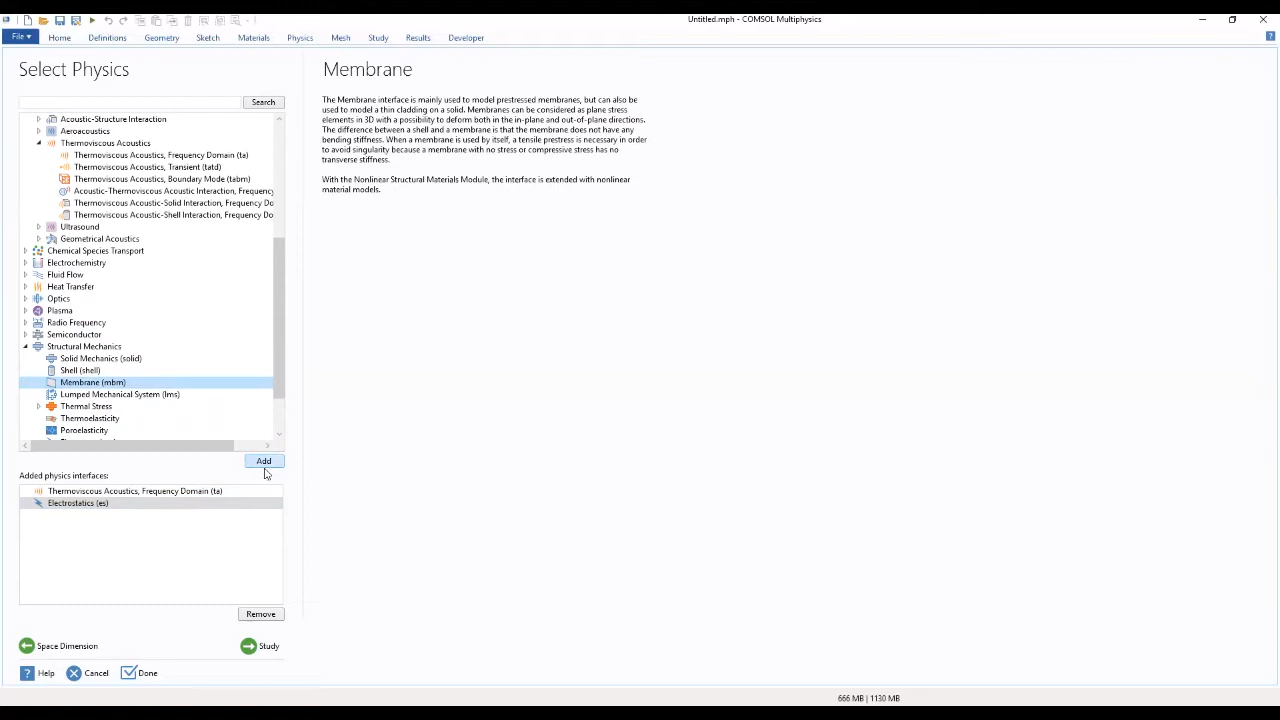 Untitled.mph - COMSOL Multiphysics
File Home Definitions Geometry Sketch Materials Physics Mesh Study Results Developer
Select Physics
Search
Acoustic-Structure Interaction
Aeroacoustics
Thermoviscous Acoustics
Thermoviscous Acoustics, Frequency Domain (ta)
Thermoviscous Acoustics, Transient (tatd)
Thermoviscous Acoustics, Boundary Mode (tabm)
Acoustic-Thermoviscous Acoustic Interaction, Frequency
Thermoviscous Acoustic-Solid Interaction, Frequency Do
Thermoviscous Acoustic-Shell Interaction, Frequency Do
Ultrasound
Geometrical Acoustics
Chemical Species Transport
Electrochemistry
Fluid Flow
Heat Transfer
Optics
Plasma
Radio Frequency
Semiconductor
Structural Mechanics
Solid Mechanics (solid)
Shell (shell)
Membrane (mbrn)
Lumped Mechanical System (lms)
Thermal Stress
Thermoelasticity
Poroelasticity
Add
Added physics interfaces:
Thermoviscous Acoustics, Frequency Domain (ta)
Electrostatics (es)
Remove
Space Dimension
Study
Help
Cancel
Done
Membrane
The Membrane interface is mainly used to model prestressed membranes, but can also be
used to model a thin cladding on a solid. Membranes can be considered as plane stress
elements in 3D with a possibility to deform both in the in-plane and out-of-plane directions.
The difference between a shell and a membrane is that the membrane does not have any
bending stiffness. When a membrane is used by itself, a tensile prestress is necessary in order
to avoid singularity because a membrane with no stress or compressive stress has no
transverse stiffness.
With the Nonlinear Structural Materials Module, the interface is extended with nonlinear
material models.
666 MB | 1130 MB